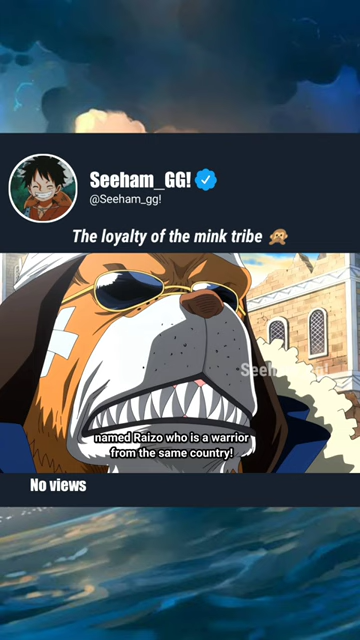 Seeham_GG!
@Seeham_gg!
The loyalty of the mink tribe 🙊
Seeh
named Raizo who is a warrior
from the same country!
No views